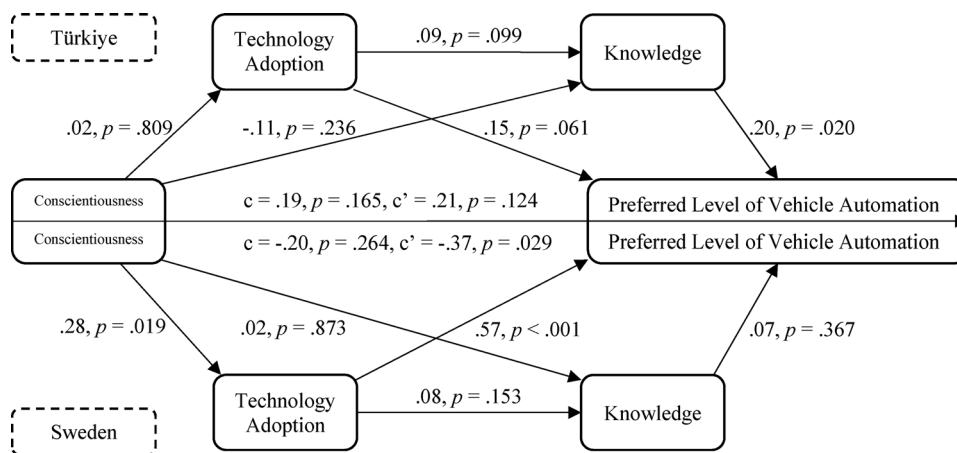 Türkiye
Technology
Adoption
.09, p = .099
Knowledge
.02, p = .809
-.11, p = .236
.15, p = .061
.20, p = .020
Conscientiousness
c = .19, p = .165, c’ = .21, p = .124
Preferred Level of Vehicle Automation
Conscientiousness
c = -.20, p = .264, c’ = -.37, p = .029
Preferred Level of Vehicle Automation
.28, p = .019
.02, p = .873
.57, p < .001
.07, p = .367
Technology
Adoption
.08, p = .153
Knowledge
Sweden